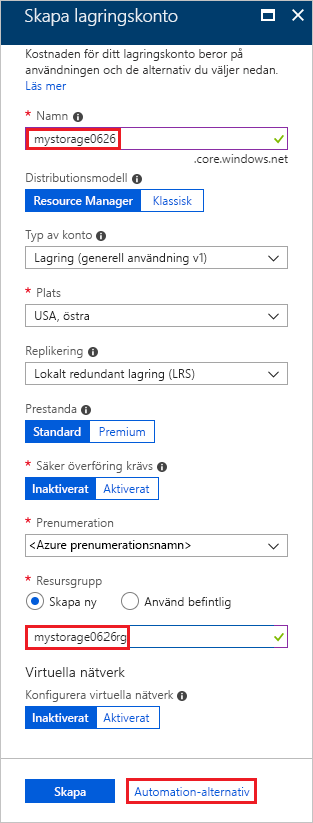 Skapa lagringskonto
Kostnaden för ditt lagringskonto beror på
användningen och de alternativ du väljer nedan.
Läs mer
* Namn
mystorage0626
.core.windows.net
Distributionsmodell
Resource Manager Klassisk
Typ av konto
Lagring (generell användning v1)
* Plats
USA, östra
Replikering
Lokalt redundant lagring (LRS)
Prestanda
Standard Premium
* Säker överföring krävs
Inaktiverat Aktiverat
* Prenumeration
<Azure prenumerationsnamn>
* Resursgrupp
Skapa ny Använd befintlig
mystorage0626rg
Virtuella nätverk
Konfigurera virtuella nätverk
Inaktiverat Aktiverat
Skapa Automation-alternativ